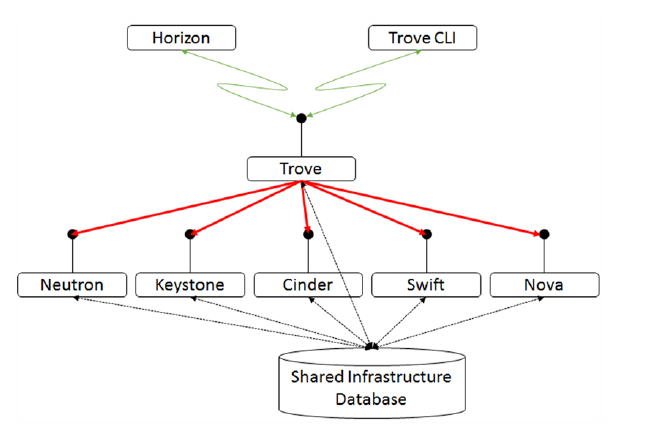 Horizon
Trove CLI
Trove
Neutron
Keystone
Cinder
Swift
Nova
Shared Infrastructure
Database